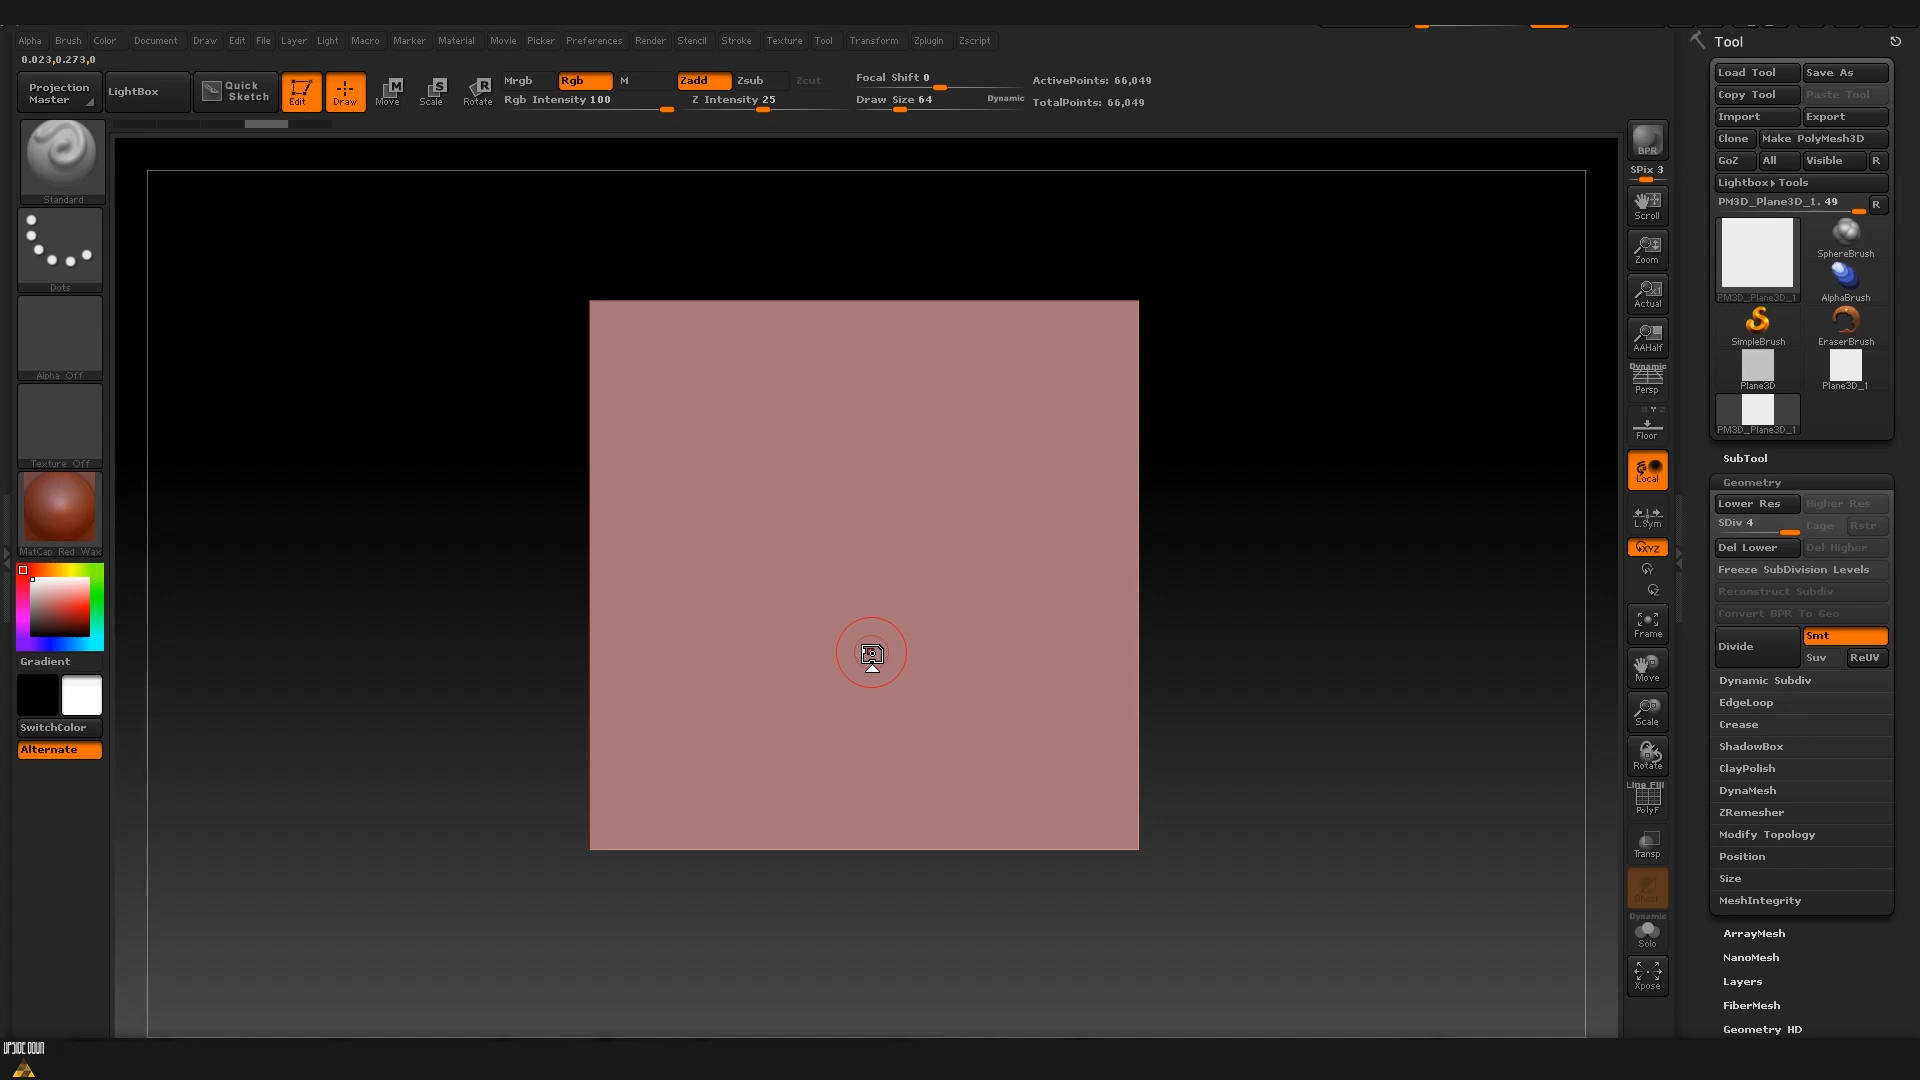 Tool
Alpha Brush Color Document Draw Edit File Layer Light Macro Marker Material Movie Picker Preferences Render Stencil Stroke Texture Tool Transform Zplugin Zscript
0.023,0.273,0
Projection Master
LightBox
Quick Sketch
Edit
Draw
Move
Scale
Rotate
Mrgb Rgb M Zadd Zsub Zcut
Rgb Intensity 100 Z Intensity 25
Focal Shift 0
Draw Size 64 Dynamic
ActivePoints: 66,049
TotalPoints: 66,049
Standard
Dots
Alpha Off
Texture Off
MatCap Red Wax
Gradient
SwitchColor
Alternate
BPR
SPix 3
Scroll
Zoom
Actual
AAHalf
Dynamic
Persp
Floor
Local
L.Sym
XYZ
Y
Z
Frame
Move
Scale
Rotate
Line Fill
PolyF
Transp
Ghost
Dynamic
Solo
Xpose
Load Tool Save As
Copy Tool Paste Tool
Import Export
Clone Make PolyMesh3D
GoZ All Visible R
Lightbox▸Tools
PM3D_Plane3D_1. 49 R
PM3D_Plane3D_1
SphereBrush
AlphaBrush
SimpleBrush
EraserBrush
Plane3D
Plane3D_1
PM3D_Plane3D_1
SubTool
Geometry
Lower Res Higher Res
SDiv 4 Cage Rstr
Del Lower Del Higher
Freeze SubDivision Levels
Reconstruct Subdiv
Convert BPR To Geo
Divide
Smt
Suv ReUV
Dynamic Subdiv
EdgeLoop
Crease
ShadowBox
ClayPolish
DynaMesh
ZRemesher
Modify Topology
Position
Size
MeshIntegrity
ArrayMesh
NanoMesh
Layers
FiberMesh
Geometry HD
UPSIDE DOWN